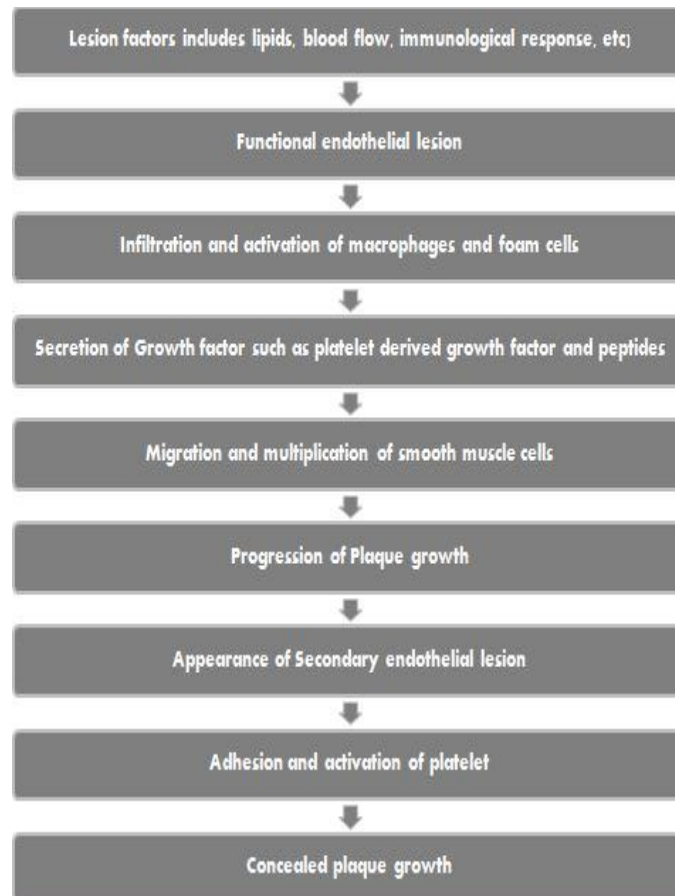 Lesion factors includes lipids, blood flow, immunological response, etc)
Functional endothelial lesion
Infiltration and activation of macrophages and foam cells
Secretion of Growth factor such as platelet derived growth factor and peptides
Migration and multiplication of smooth muscle cells
Progression of Plaque growth
Appearance of Secondary endothelial lesion
Adhesion and activation of platelet
Concealed plaque growth